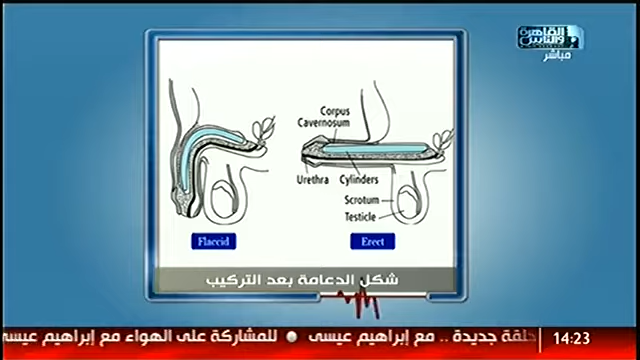 القاهرة
والناس
مباشر
Corpus
Cavernosum
Urethra
Cylinders
Scrotum
Testicle
Flaccid
Erect
شكل الدعامة بعد التركيب
حلقة جديدة .. مع إبراهيم عيسى للمشاركة على الهواء مع إبراهيم عيسى
14:23